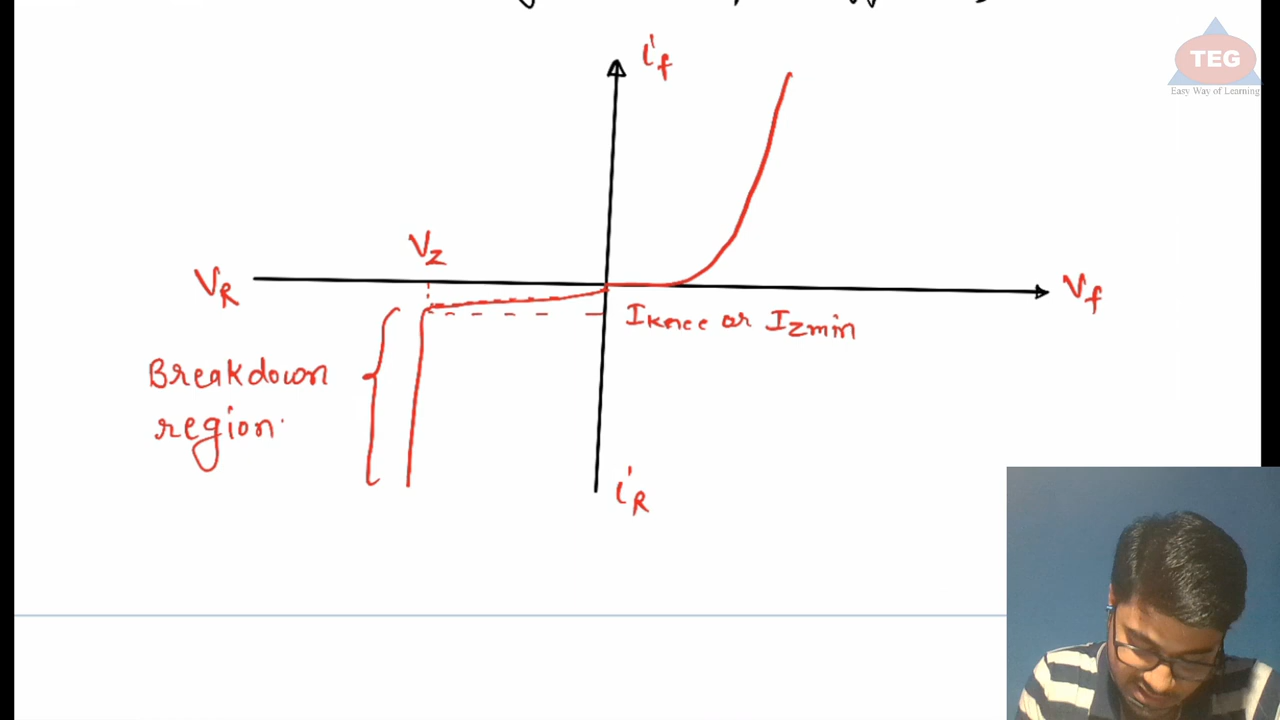 TEG
Easy Way of Learning
if
Vz
VR
Vf
Iknee or Izmin
Breakdown
region.
iR